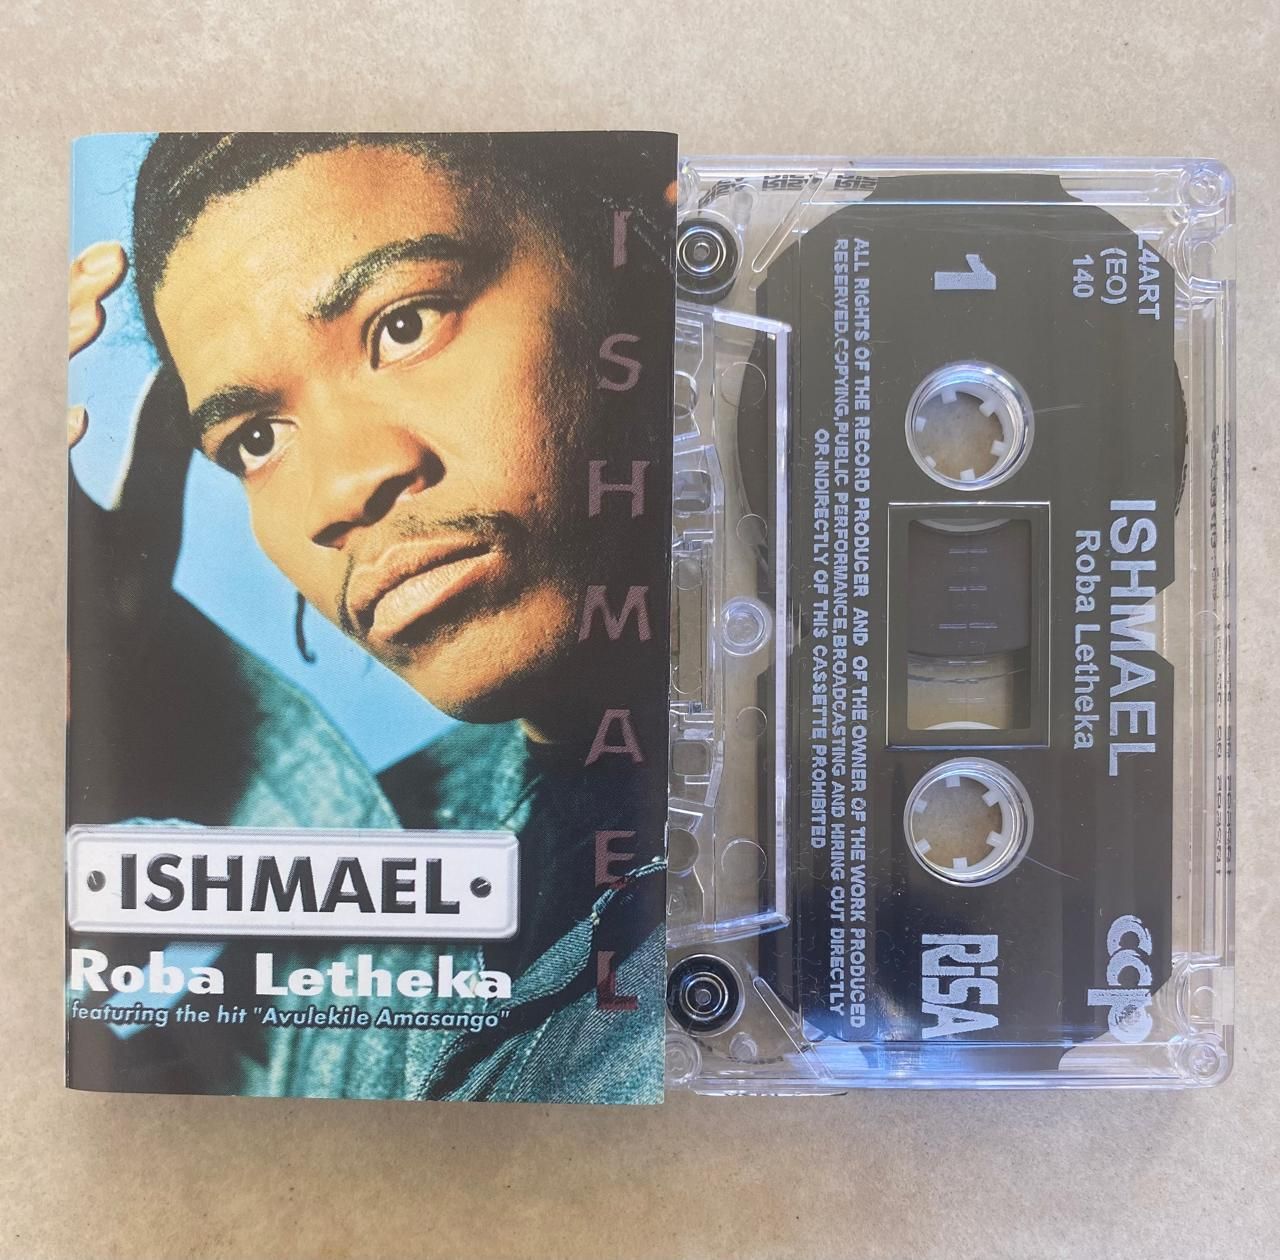 ISHMAEL
ISHMAEL
Roba Letheka
featuring the hit "Avulekile Amasango"
L4ART
(EO)
140
1
ISHMAEL
Roba Letheka
ccp
RiSA
ALL RIGHTS OF THE RECORD PRODUCER AND OF THE OWNER OF THE WORK PRODUCED
RESERVED.COPYING,PUBLIC PERFORMANCE,BROADCASTING AND HIRING OUT DIRECTLY
OR INDIRECTLY OF THIS CASSETTE PROHIBITED